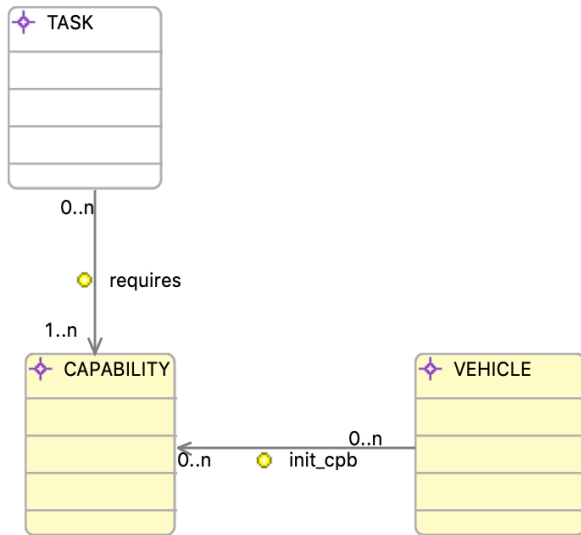 TASK
0..n
requires
1..n
CAPABILITY
VEHICLE
0..n
0..n
init_cpb